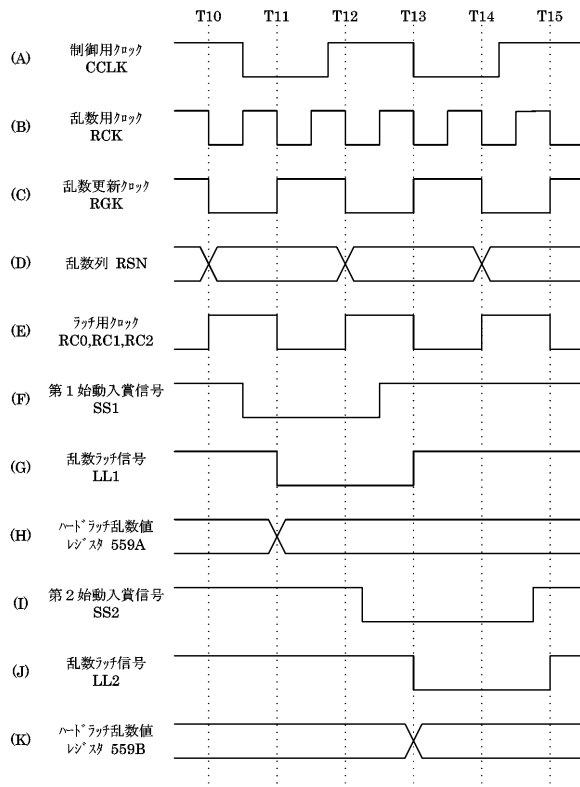 T10 T11 T12 T13 T14 T15
(A) 制御用ｸﾛｯｸ
CCLK
(B) 乱数用ｸﾛｯｸ
RCK
(C) 乱数更新ｸﾛｯｸ
RGK
(D) 乱数列 RSN
(E) ﾗｯﾁ用ｸﾛｯｸ
RC0,RC1,RC2
(F) 第１始動入賞信号
SS1
(G) 乱数ﾗｯﾁ信号
LL1
(H) ﾊｰﾄﾞﾗｯﾁ乱数値
ﾚｼﾞｽﾀ 559A
(I) 第２始動入賞信号
SS2
(J) 乱数ﾗｯﾁ信号
LL2
(K) ﾊｰﾄﾞﾗｯﾁ乱数値
ﾚｼﾞｽﾀ 559B